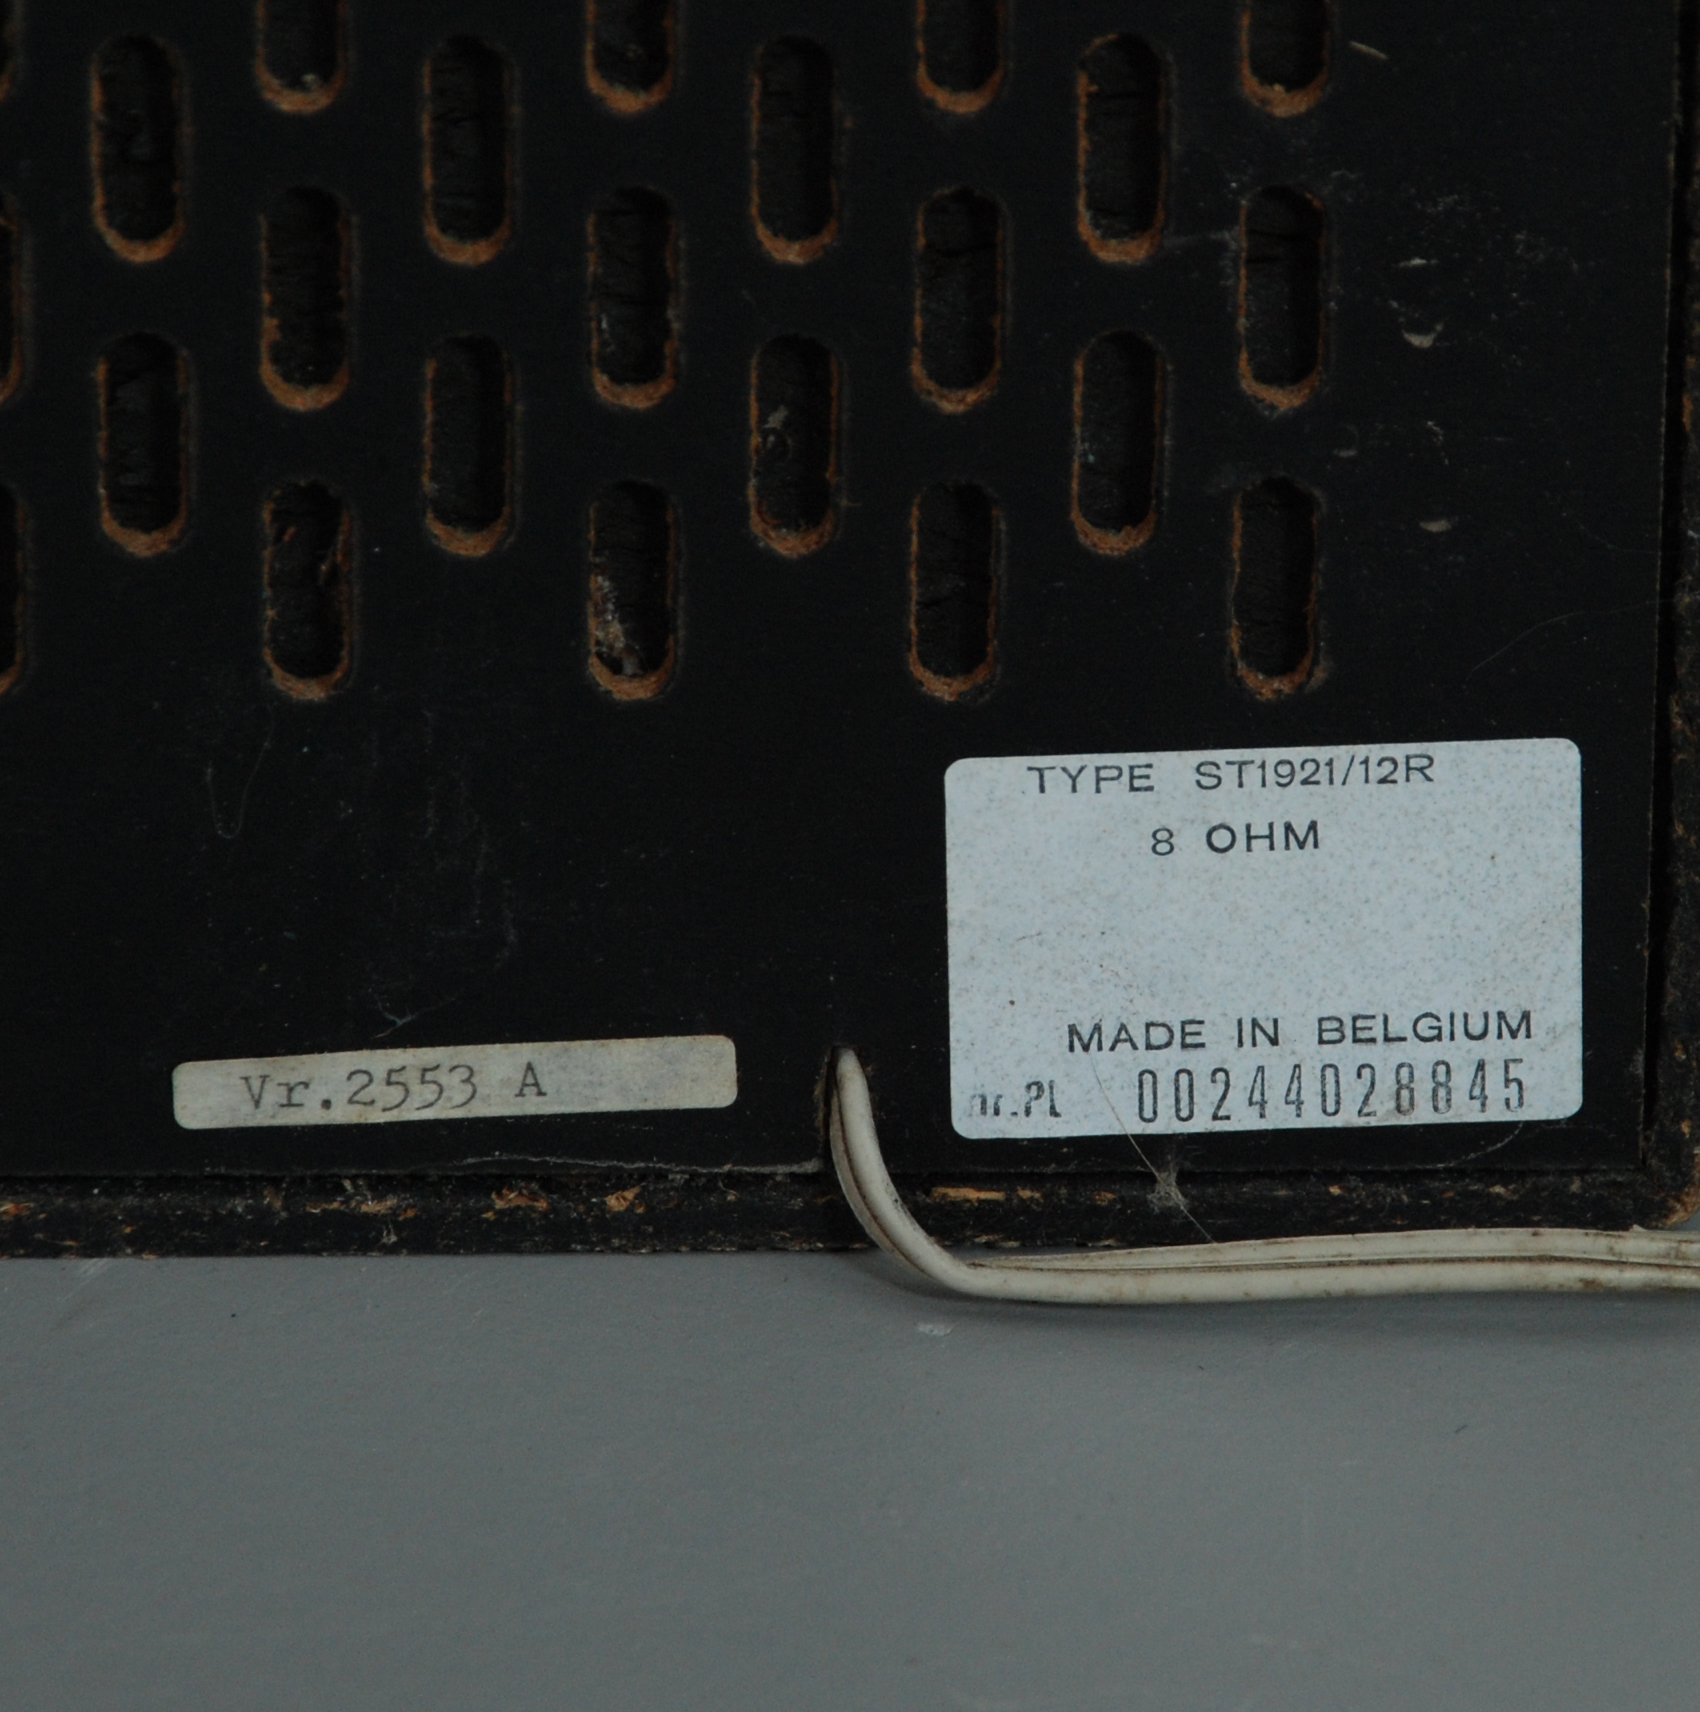 TYPE ST1921/12R
8 OHM
MADE IN BELGIUM
nr.PL 00244028845
Vr.2553 A